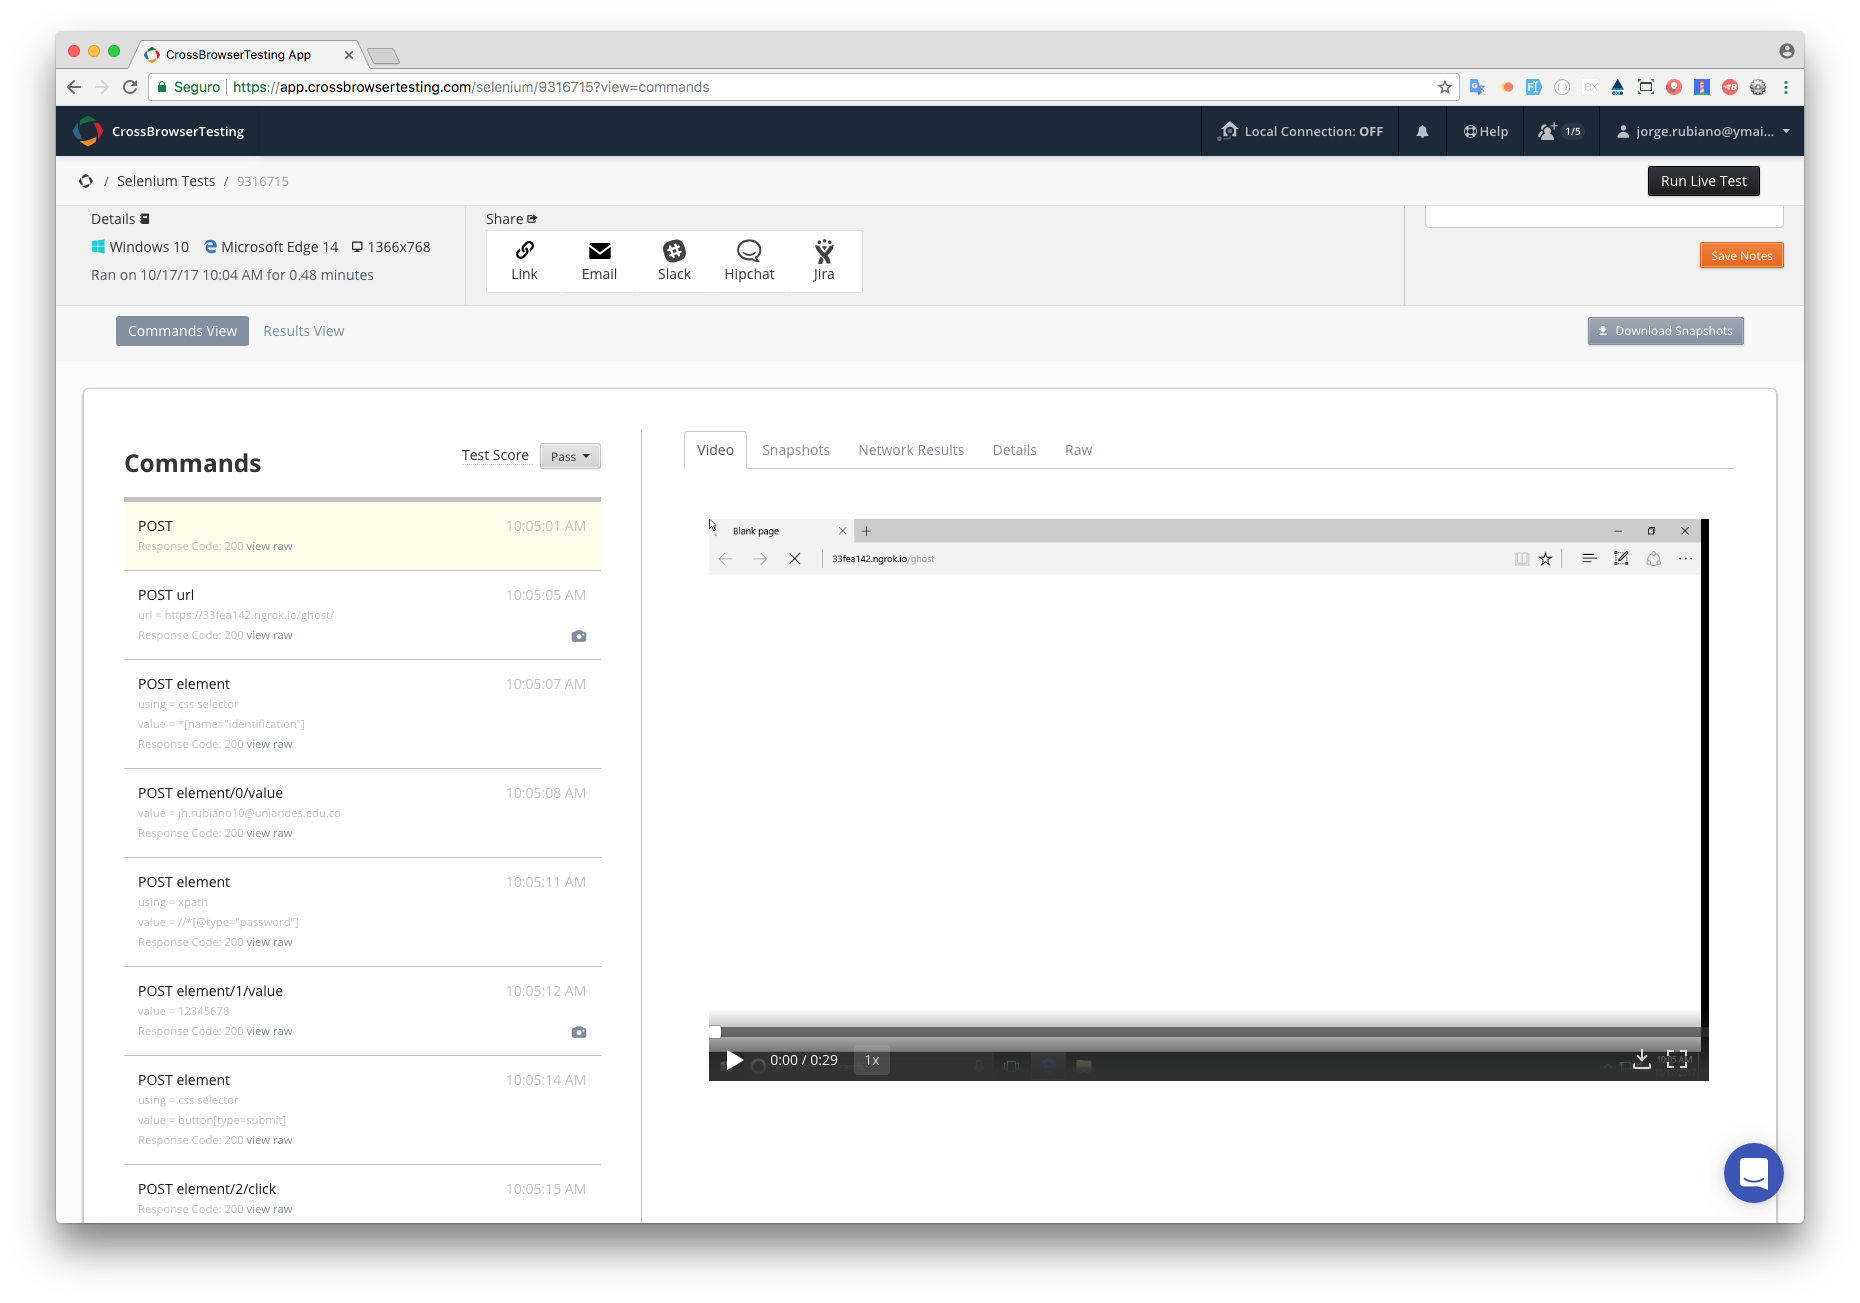 CrossBrowserTesting App
Seguro https://app.crossbrowsertesting.com/selenium/9316715?view=commands
CrossBrowserTesting
Local Connection: OFF
Help
1/5
jorge.rubiano@ymai...
/ Selenium Tests / 9316715
Run Live Test
Details
Windows 10 Microsoft Edge 14 1366x768
Ran on 10/17/17 10:04 AM for 0.48 minutes
Share
Link Email Slack Hipchat Jira
Save Notes
Commands View Results View
Download Snapshots
Commands
Test Score Pass
POST 10:05:01 AM
Response Code: 200 view raw
POST url 10:05:05 AM
url = https://33fea142.ngrok.io/ghost/
Response Code: 200 view raw
POST element 10:05:07 AM
using = css selector
value = *[name="identification"]
Response Code: 200 view raw
POST element/0/value 10:05:08 AM
value = jh.rubiano10@uniandes.edu.co
Response Code: 200 view raw
POST element 10:05:11 AM
using = xpath
value = //*[@type="password"]
Response Code: 200 view raw
POST element/1/value 10:05:12 AM
value = 12345678
Response Code: 200 view raw
POST element 10:05:14 AM
using = css selector
value = button[type=submit]
Response Code: 200 view raw
POST element/2/click 10:05:15 AM
Response Code: 200 view raw
Video Snapshots Network Results Details Raw
Blank page
33fea142.ngrok.io/ghost
0:00 / 0:29 1x